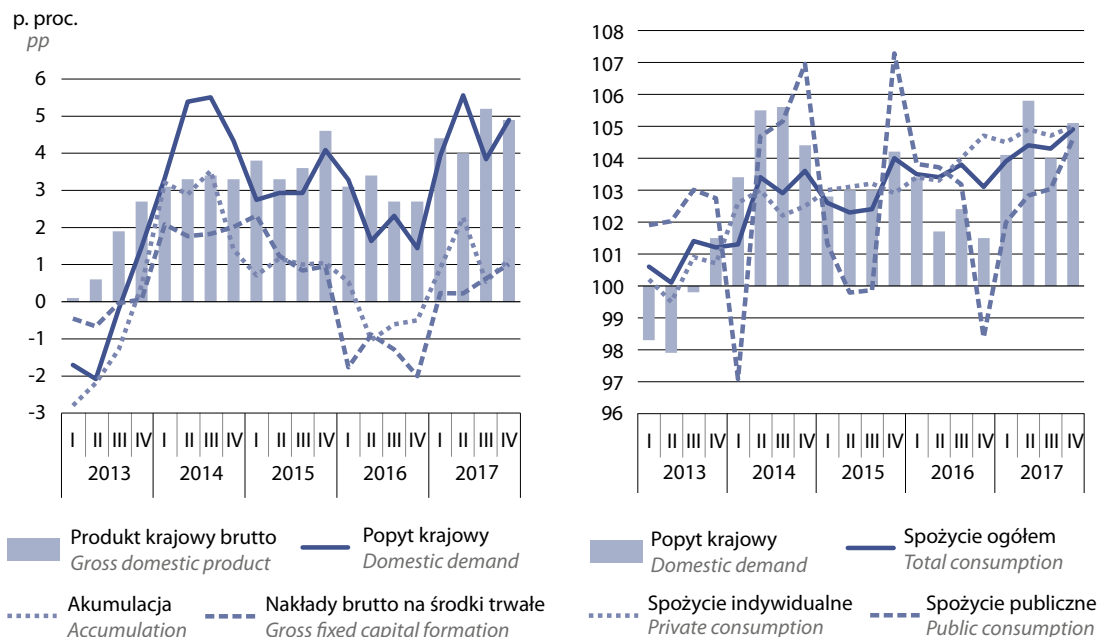 p. proc.
pp
6
5
4
3
2
1
0
-1
-2
-3
I II III IV I II III IV I II III IV I II III IV I II III IV
2013 2014 2015 2016 2017
Produkt krajowy brutto
Gross domestic product
Popyt krajowy
Domestic demand
Akumulacja
Accumulation
Nakłady brutto na środki trwałe
Gross fixed capital formation
108
107
106
105
104
103
102
101
100
99
98
97
96
I II III IV I II III IV I II III IV I II III IV I II III IV
2013 2014 2015 2016 2017
Popyt krajowy
Domestic demand
Spożycie ogółem
Total consumption
Spożycie indywidualne
Private consumption
Spożycie publiczne
Public consumption